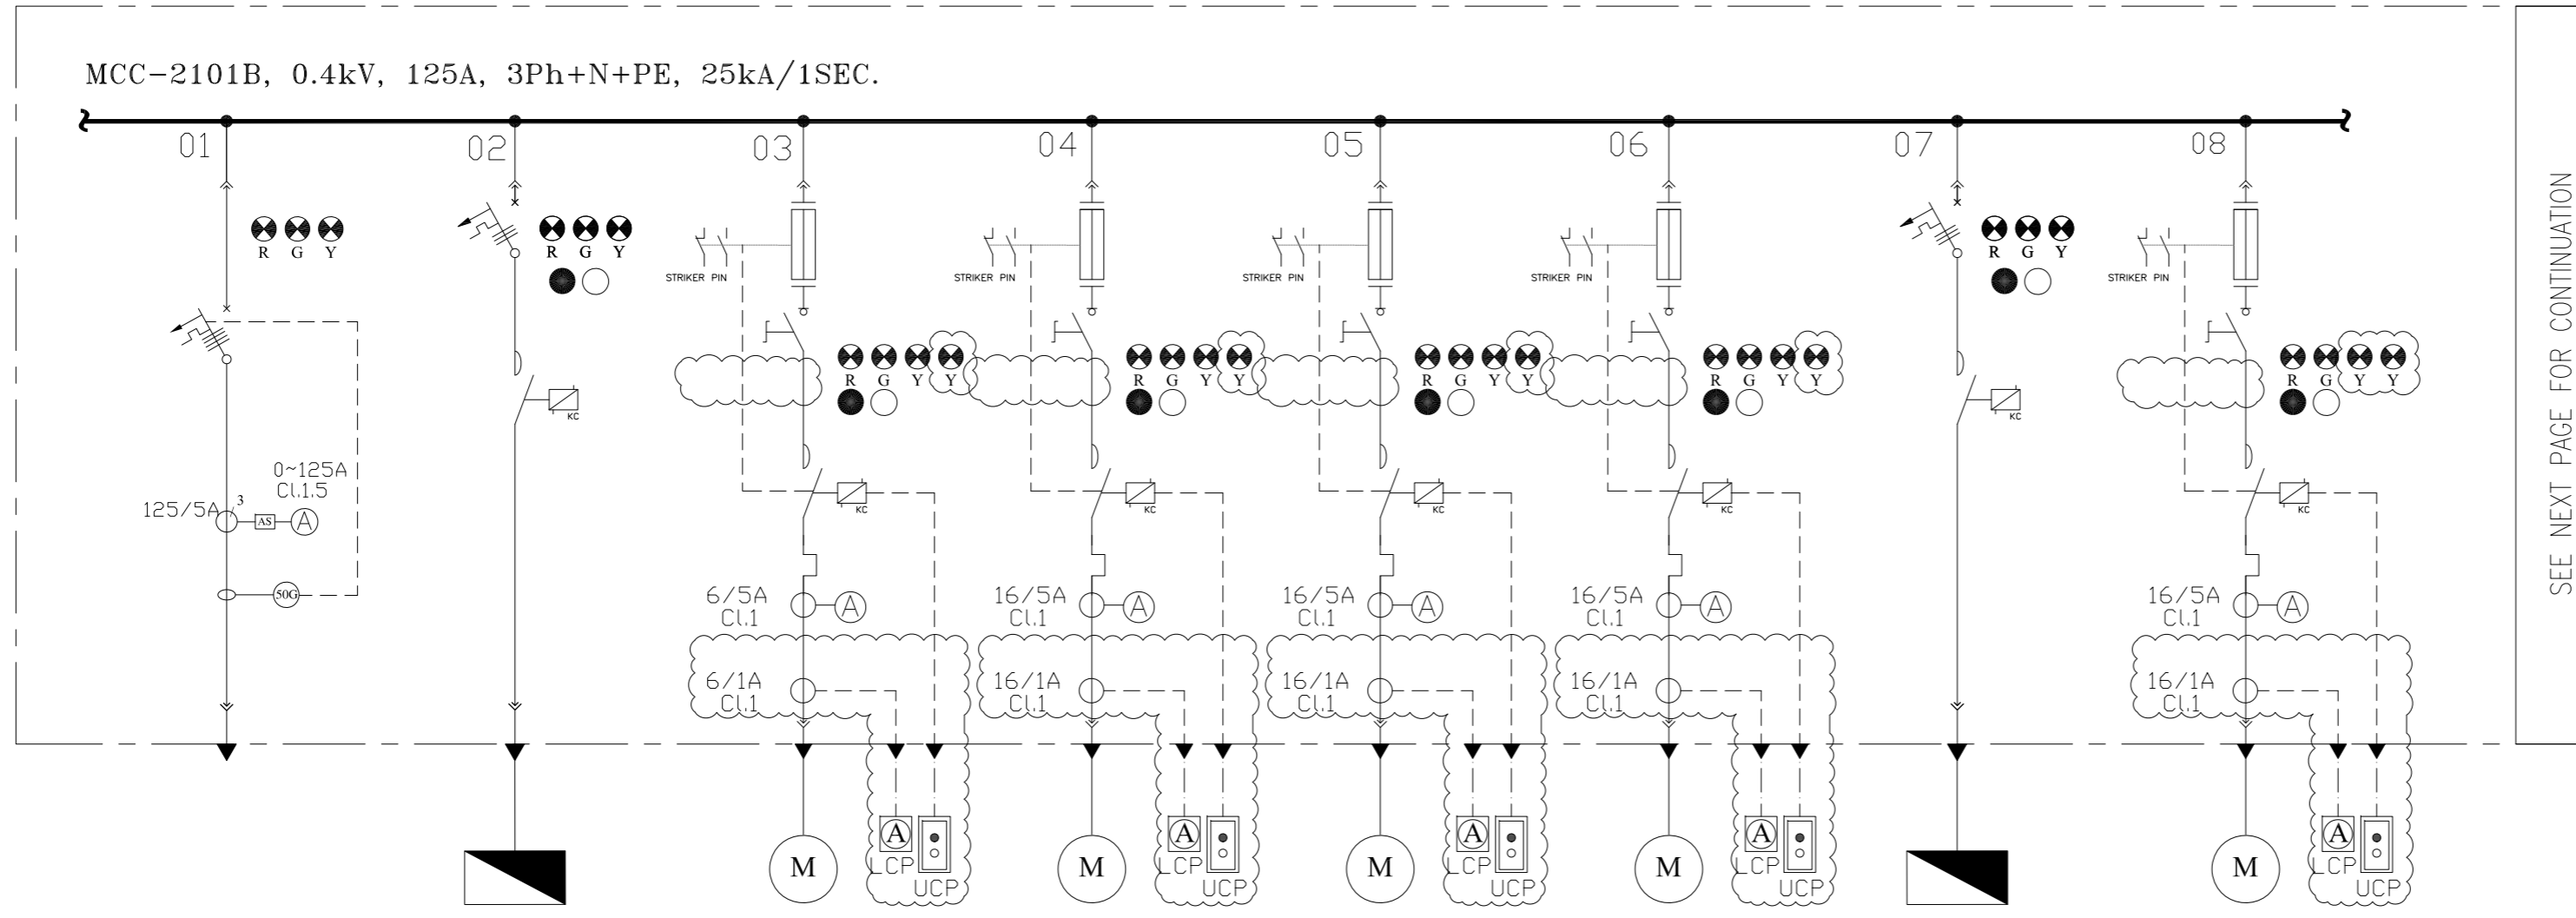 MCC-2101B, 0.4kV, 125A, 3Ph+N+PE, 25kA/1SEC.
01 02 03 04 05 06 07 08
R G Y
R G Y
R G Y
STRIKER PIN
STRIKER PIN
STRIKER PIN
STRIKER PIN
STRIKER PIN
R G Y Y
R G Y Y
R G Y Y
R G Y Y
R G Y Y
KC
KC
0~125A
Cl.1.5
125/5A
3
AS
A
KC
KC
KC
KC
KC
50G
6/5A
Cl.1
A
16/5A
Cl.1
A
16/5A
Cl.1
A
16/5A
Cl.1
A
16/5A
Cl.1
A
6/1A
Cl.1
16/1A
Cl.1
16/1A
Cl.1
16/1A
Cl.1
16/1A
Cl.1
M
A
LCP
UCP
M
A
LCP
UCP
M
A
LCP
UCP
M
A
LCP
UCP
M
A
LCP
UCP
SEE NEXT PAGE FOR CONTINUATION